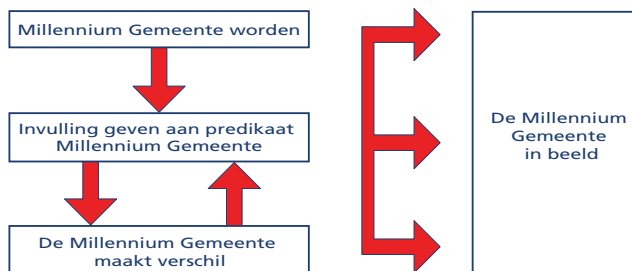 Millennium Gemeente worden
Invulling geven aan predikaat
Millennium Gemeente
De Millennium Gemeente
maakt verschil
De Millennium
Gemeente
in beeld